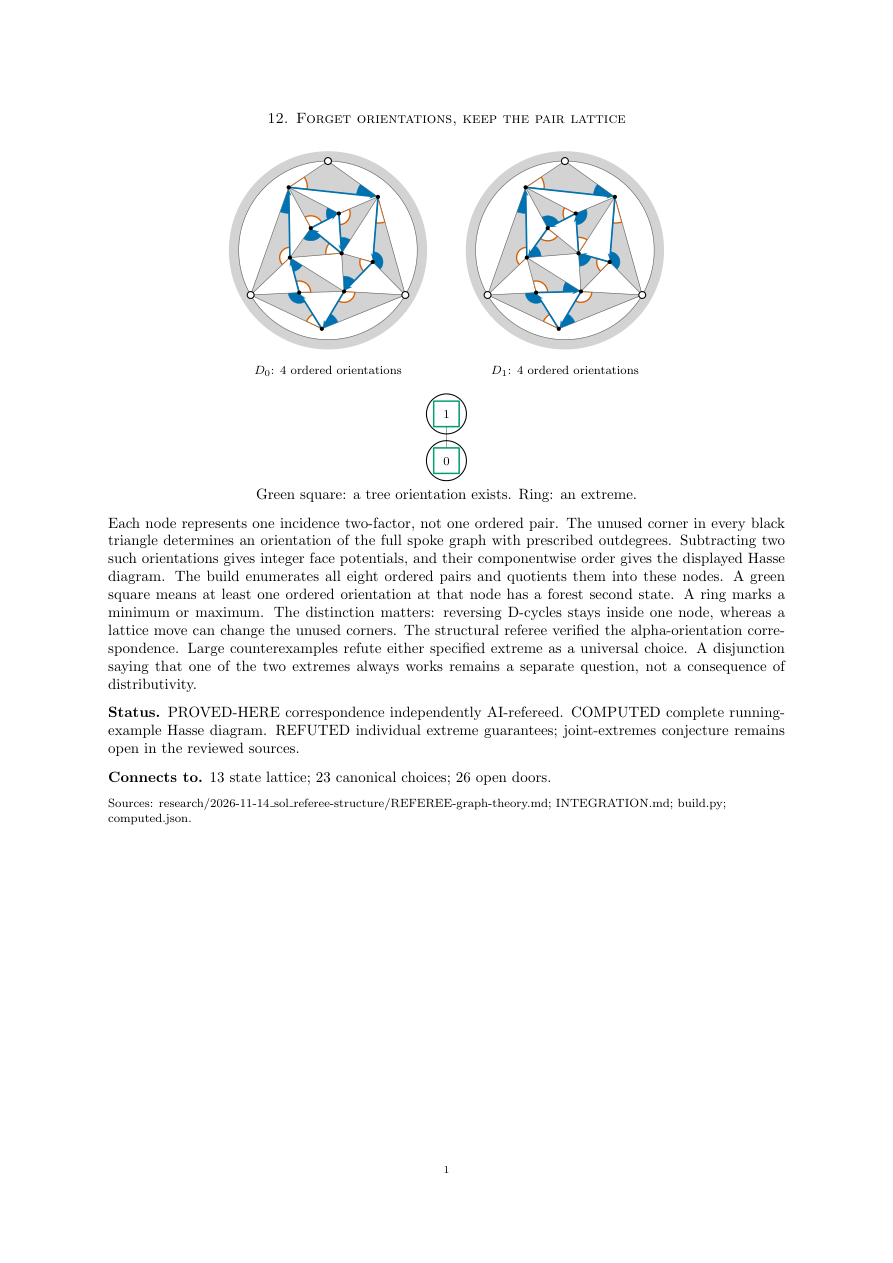 12. Forget orientations, keep the pair lattice
D0: 4 ordered orientations
D1: 4 ordered orientations
1
0
Green square: a tree orientation exists. Ring: an extreme.
Each node represents one incidence two-factor, not one ordered pair. The unused corner in every black
triangle determines an orientation of the full spoke graph with prescribed outdegrees. Subtracting two
such orientations gives integer face potentials, and their componentwise order gives the displayed Hasse
diagram. The build enumerates all eight ordered pairs and quotients them into these nodes. A green
square means at least one ordered orientation at that node has a forest second state. A ring marks a
minimum or maximum. The distinction matters: reversing D-cycles stays inside one node, whereas a
lattice move can change the unused corners. The structural referee verified the alpha-orientation corre-
spondence. Large counterexamples refute either specified extreme as a universal choice. A disjunction
saying that one of the two extremes always works remains a separate question, not a consequence of
distributivity.
Status. PROVED-HERE correspondence independently AI-refereed. COMPUTED complete running-
example Hasse diagram. REFUTED individual extreme guarantees; joint-extremes conjecture remains
open in the reviewed sources.
Connects to. 13 state lattice; 23 canonical choices; 26 open doors.
Sources: research/2026-11-14_sol_referee-structure/REFEREE-graph-theory.md; INTEGRATION.md; build.py;
computed.json.
1